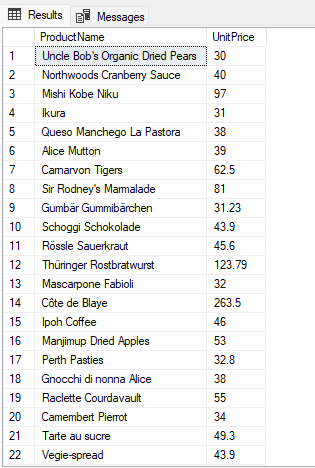 Results Messages
ProductName UnitPrice
1 Uncle Bob's Organic Dried Pears 30
2 Northwoods Cranberry Sauce 40
3 Mishi Kobe Niku 97
4 Ikura 31
5 Queso Manchego La Pastora 38
6 Alice Mutton 39
7 Carnarvon Tigers 62.5
8 Sir Rodney's Marmalade 81
9 Gumbär Gummibärchen 31.23
10 Schoggi Schokolade 43.9
11 Rössle Sauerkraut 45.6
12 Thüringer Rostbratwurst 123.79
13 Mascarpone Fabioli 32
14 Côte de Blaye 263.5
15 Ipoh Coffee 46
16 Manjimup Dried Apples 53
17 Perth Pasties 32.8
18 Gnocchi di nonna Alice 38
19 Raclette Courdavault 55
20 Camembert Pierrot 34
21 Tarte au sucre 49.3
22 Vegie-spread 43.9